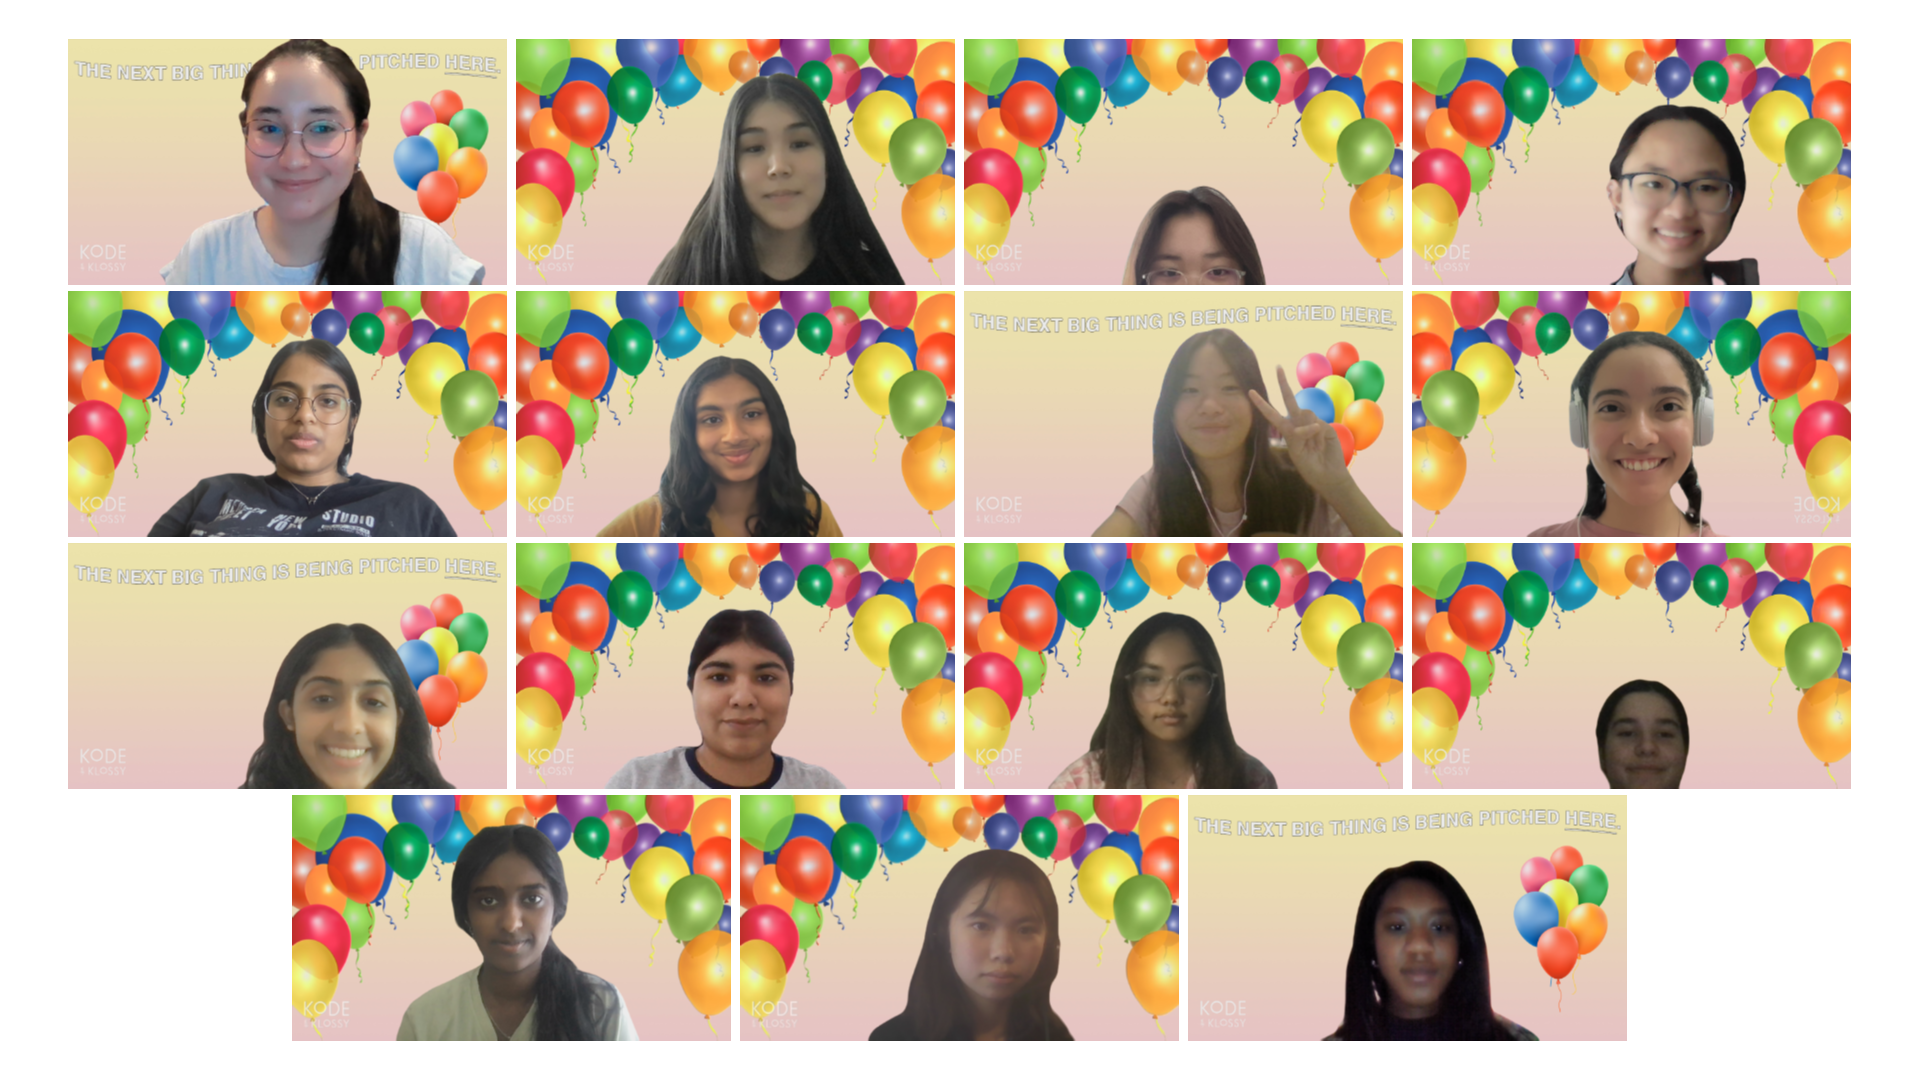 THE NEXT BIG THIN PITCHED HERE.
KODE
& KLOSSY
KODE
& KLOSSY
KODE
& KLOSSY
KODE
& KLOSSY
KODE
& KLOSSY
NEW
STUDIO
KODE
& KLOSSY
THE NEXT BIG THING IS BEING PITCHED HERE.
KODE
& KLOSSY
KODE
& KLOSSY
THE NEXT BIG THING IS BEING PITCHED HERE.
KODE
& KLOSSY
KODE
& KLOSSY
KODE
& KLOSSY
KODE
& KLOSSY
KODE
& KLOSSY
KODE
& KLOSSY
THE NEXT BIG THING IS BEING PITCHED HERE.
KODE
& KLOSSY